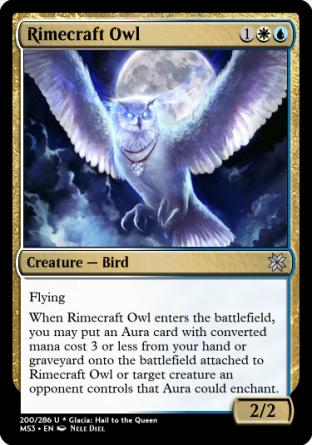 Rimecraft Owl 1
Creature — Bird
Flying
When Rimecraft Owl enters the battlefield,
you may put an Aura card with converted
mana cost 3 or less from your hand or
graveyard onto the battlefield attached to
Rimecraft Owl or target creature an
opponent controls that Aura could enchant.
2/2
200/286 U * Glacia: Hail to the Queen
MS3 • EN NELE DIEL